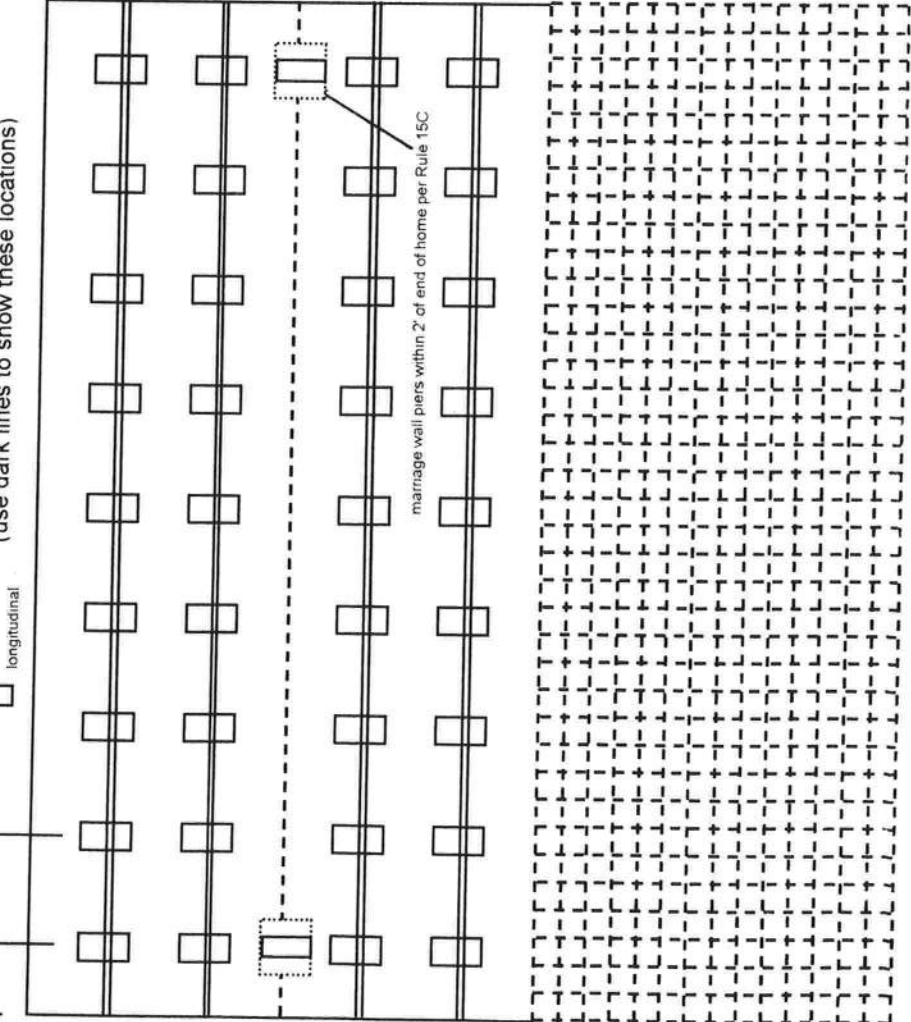 (use dark lines to show these locations)
longitudinal
marriage wall piers within 2' of end of home per Rule 15C